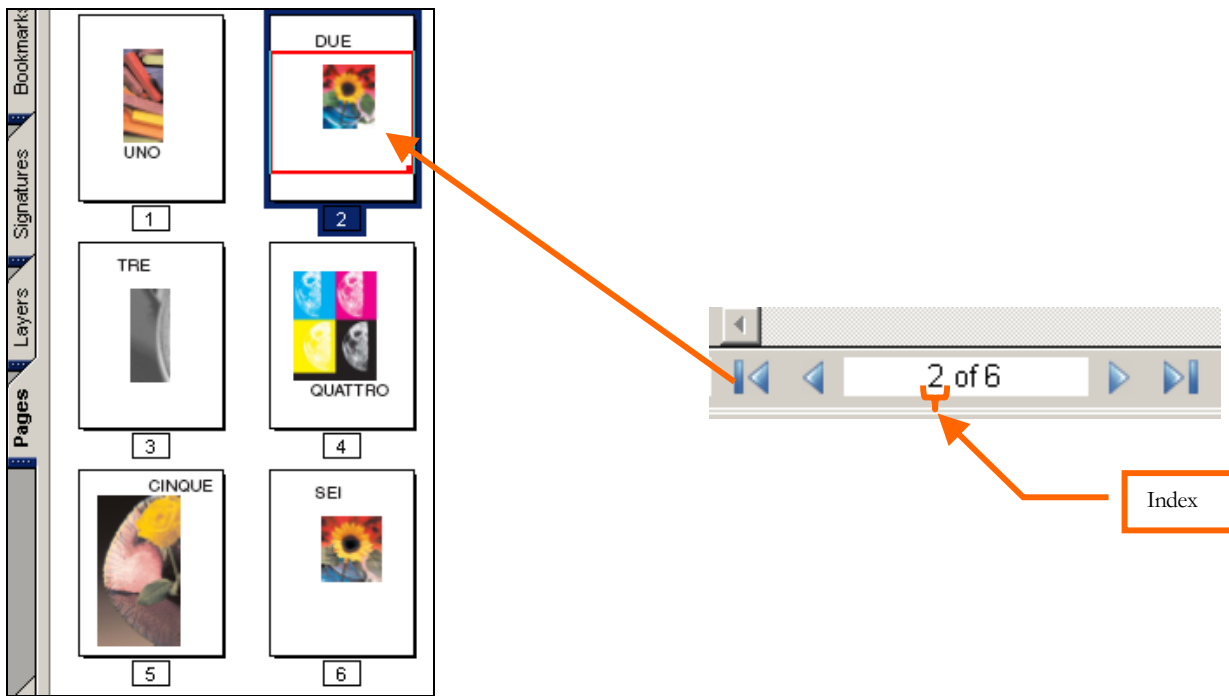 Bookmark
Signatures
Layers
Pages
DUE
UNO
1
2
TRE
QUATTRO
3
4
CINQUE
SEI
5
6
2 of 6
Index